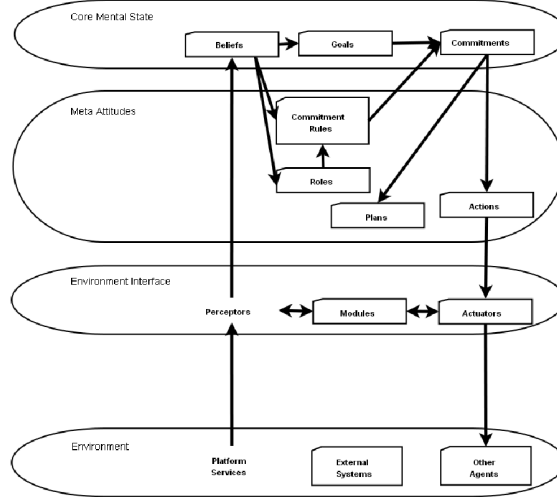 Core Mental State
Beliefs
Goals
Commitments
Meta Attitudes
Commitment
Rules
Roles
Plans
Actions
Environment Interface
Perceptors
Modules
Actuators
Environment
Platform
Services
External
Systems
Other
Agents